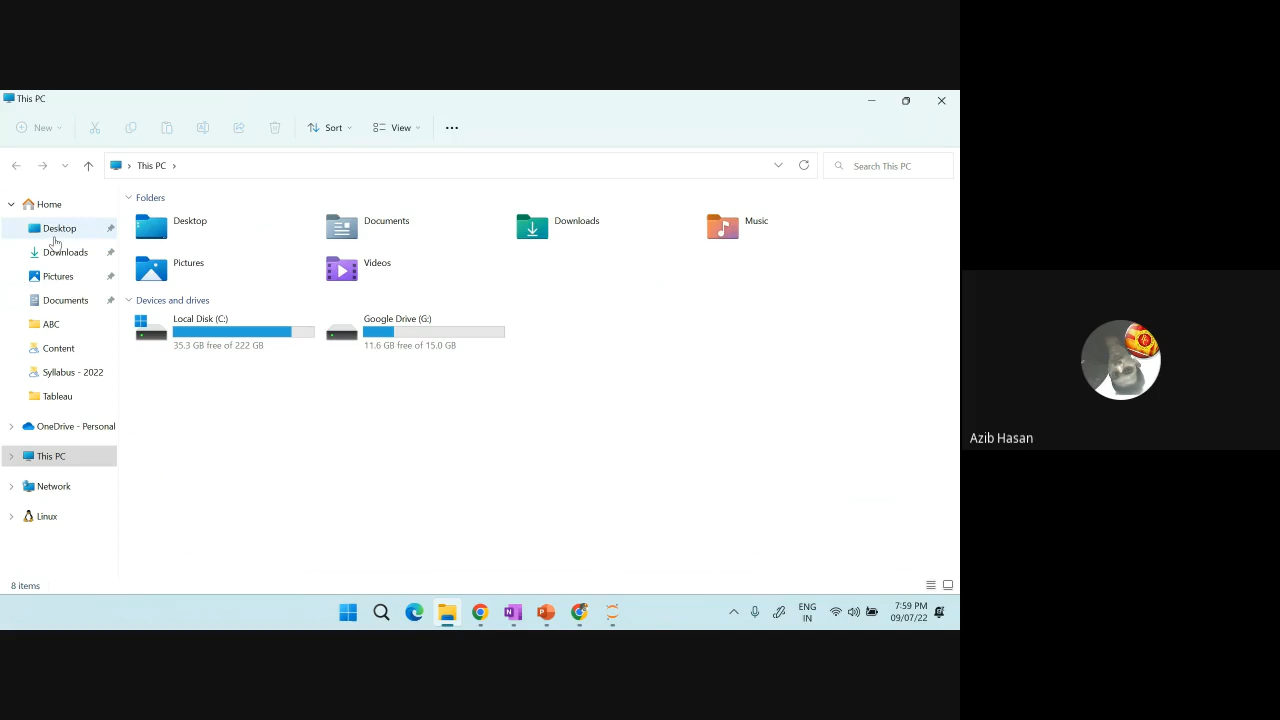 This PC
New
Sort
View
This PC
Search This PC
Home
Desktop
Downloads
Pictures
Documents
ABC
Content
Syllabus - 2022
Tableau
OneDrive - Personal
This PC
Network
Linux
Folders
Desktop
Documents
Downloads
Music
Pictures
Videos
Devices and drives
Local Disk (C:)
35.3 GB free of 222 GB
Google Drive (G:)
11.6 GB free of 15.0 GB
8 items
ENG
IN
7:59 PM
09/07/22
Azib Hasan